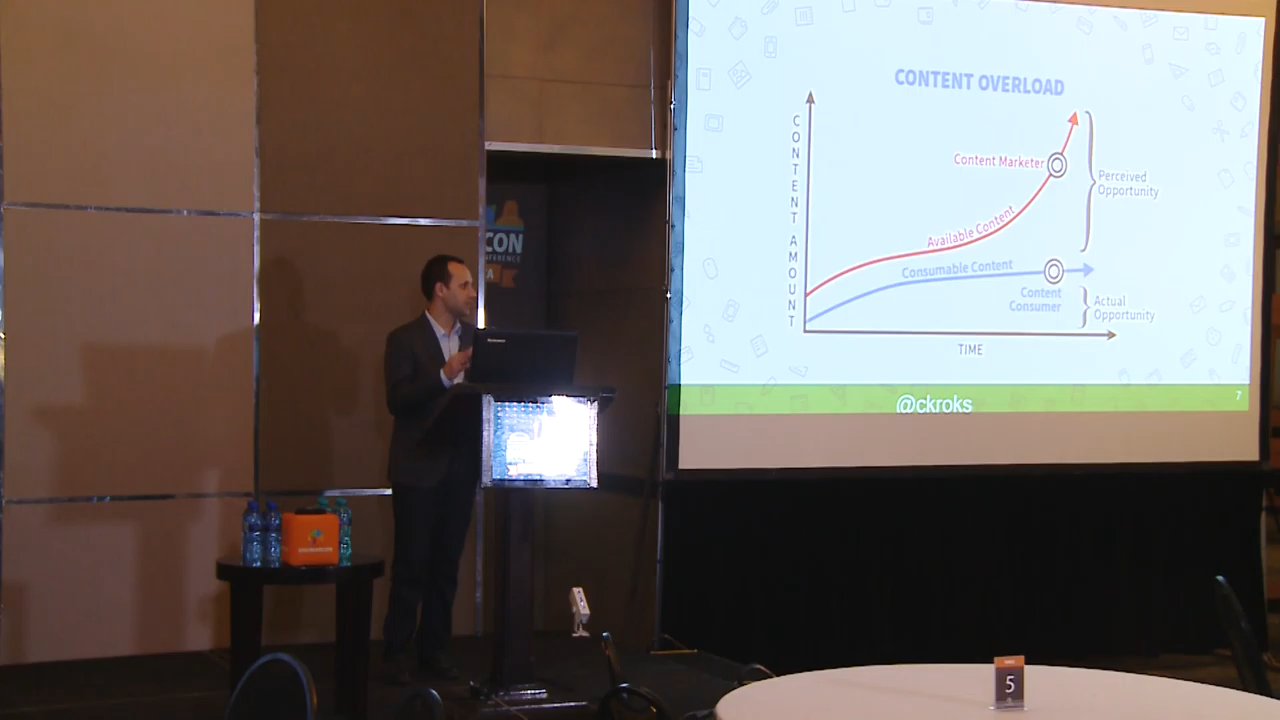 CONTENT OVERLOAD
CONTENT AMOUNT
Content Marketer
Perceived
Opportunity
Available Content
Consumable Content
Content
Consumer
Actual
Opportunity
TIME
@ckroks
7
CON
FERENCE
5